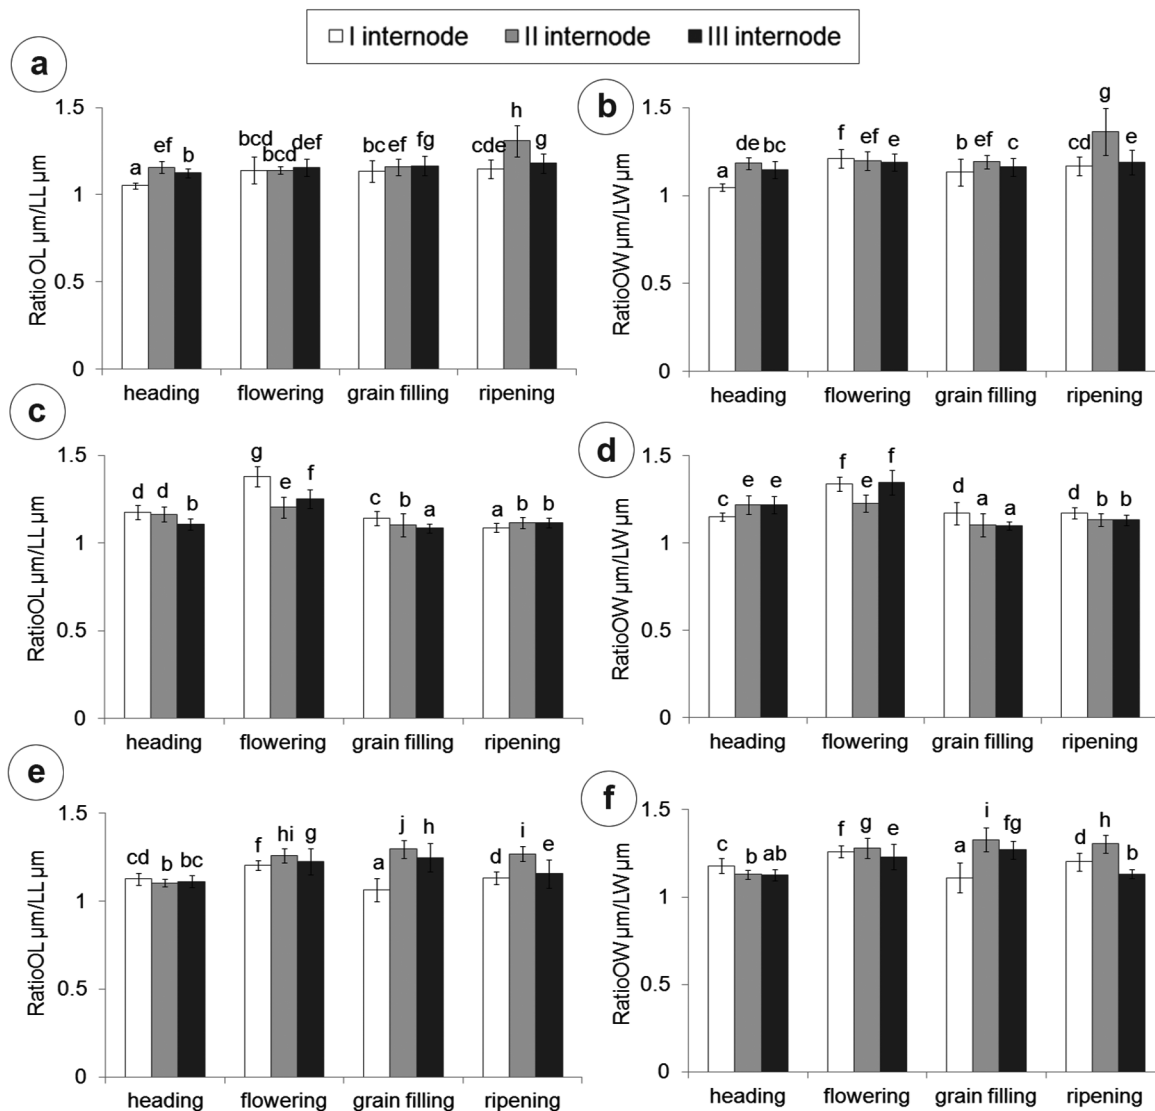 I internode II internode III internode
a
Ratio OL µm/LL µm
1.5
1
0.5
0
a ef b
bcd bcd def
bc ef fg
cde h g
heading flowering grain filling ripening
b
RatioOW µm/LW µm
1.5
1
0.5
0
a de bc
f ef e
b ef c
cd g e
heading flowering grain filling ripening
c
RatioOL µm/LL µm
1.5
1
0.5
0
d d b
g e f
c b a
a b b
heading flowering grain filling ripening
d
RatioOW µm/LW µm
1.5
1
0.5
0
c e e
f e f
d a a
d b b
heading flowering grain filling ripening
e
RatioOL µm/LL µm
1.5
1
0.5
0
cd b bc
f hi g
a j h
d i e
heading flowering grain filling ripening
f
RatioOW µm/LW µm
1.5
1
0.5
0
c b ab
f g e
a i fg
d h b
heading flowering grain filling ripening